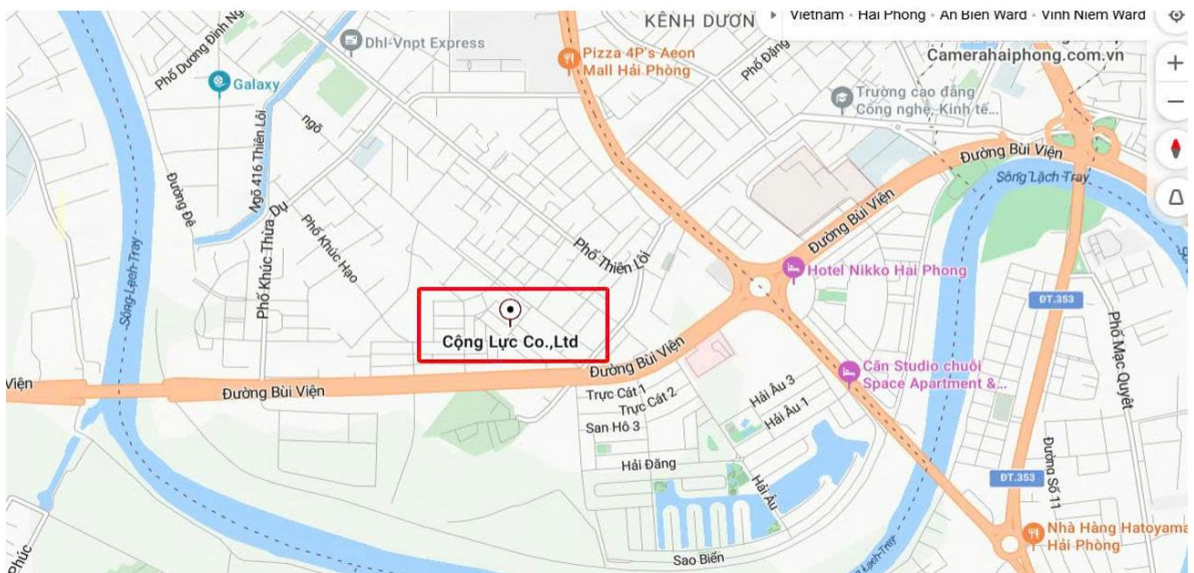 KÊNH DƯƠN
Vietnam · Hai Phong · An Biên Ward · Vĩnh Niệm Ward
Camerahaiphong.com.vn
Phố Dương Đình Ng
Dhl-Vnpt Express
Pizza 4P's Aeon
Mall Hải Phòng
Phố Đặng
Galaxy
Trường cao đẳng
Công nghệ, Kinh tế...
ngõ
Ngõ 416 Thiên Lôi
Đường Bùi Viện
Sông Lạch Tray
Đường Đê
Phố Khúc Thừa Dụ
Phố Khúc Hạo
Đường Bùi Viện
Phố Thiên Lôi
Sông Lạch Tray
Hotel Nikko Hai Phong
ĐT.353
Cộng Lực Co.,Ltd
Phố Mạc Quyết
Đường Bùi Viện
Căn Studio chuỗi
Space Apartment &...
Viện
Đường Bùi Viện
Trực Cát 1
Trực Cát 2
Hải Âu 3
Hải Âu 1
San Hô 3
Hải Đăng
Hải Âu
ĐT.353
Đường Số 11
Nhà Hàng Hatoyama
Hải Phòng
Phúc
Sao Biển